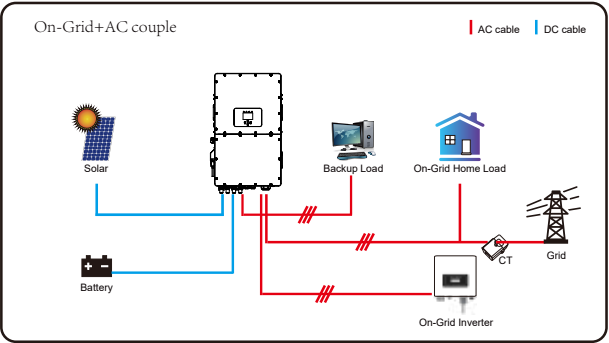 On-Grid+AC couple
AC cable
DC cable
Solar
Backup Load
On-Grid Home Load
CT
Grid
Battery
On-Grid Inverter